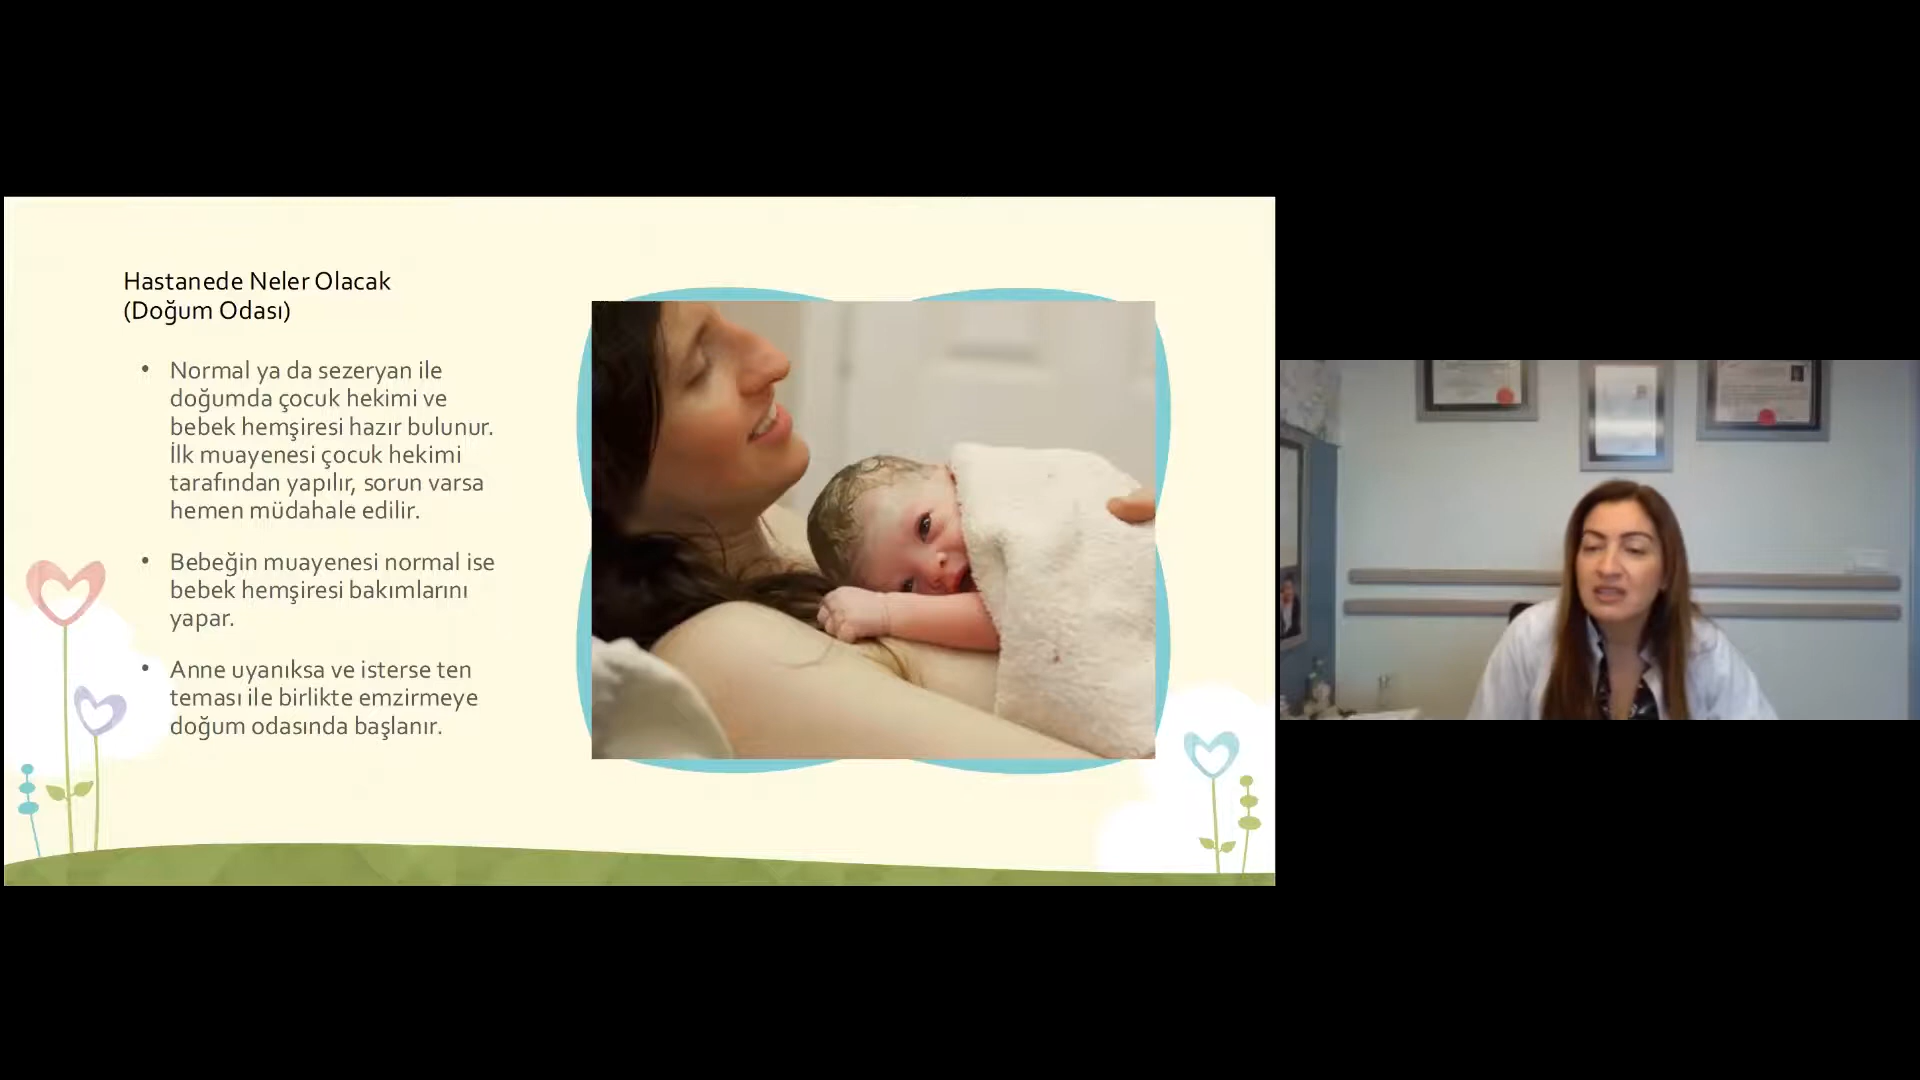 Hastanede Neler Olacak
(Doğum Odası)
• Normal ya da sezeryan ile
doğumda çocuk hekimi ve
bebek hemşiresi hazır bulunur.
İlk muayenesi çocuk hekimi
tarafından yapılır, sorun varsa
hemen müdahale edilir.
• Bebeğin muayenesi normal ise
bebek hemşiresi bakımlarını
yapar.
• Anne uyanıksa ve isterse ten
teması ile birlikte emzirmeye
doğum odasında başlanır.